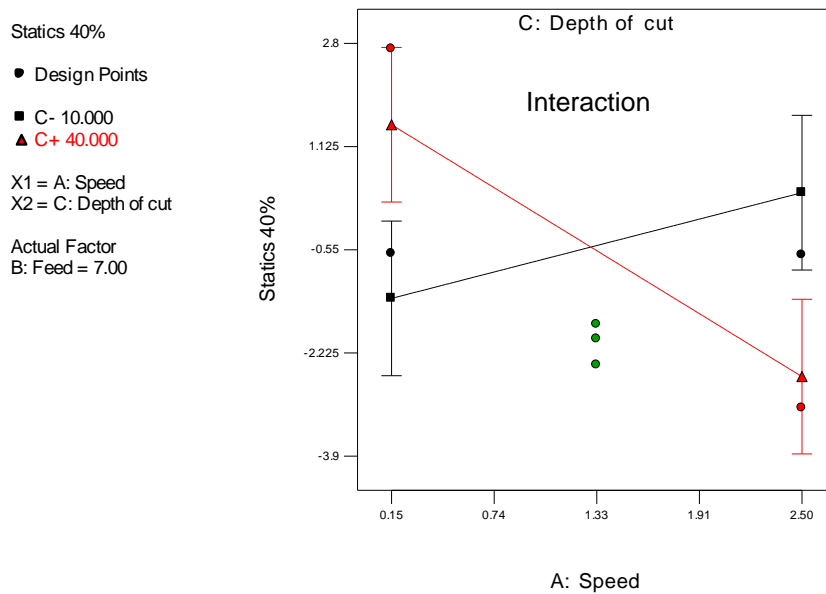 Statics 40%
Design Points
C- 10.000
C+ 40.000
X1 = A: Speed
X2 = C: Depth of cut
Actual Factor
B: Feed = 7.00
C: Depth of cut
Interaction
Statics 40%
2.8
1.125
-0.55
-2.225
-3.9
0.15 0.74 1.33 1.91 2.50
A: Speed